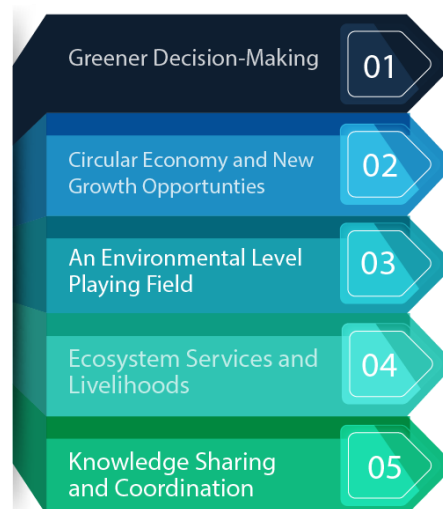 Greener Decision-Making
01
Circular Economy and New
Growth Opportunties
02
An Environmental Level
Playing Field
03
Ecosystem Services and
Livelihoods
04
Knowledge Sharing
and Coordination
05